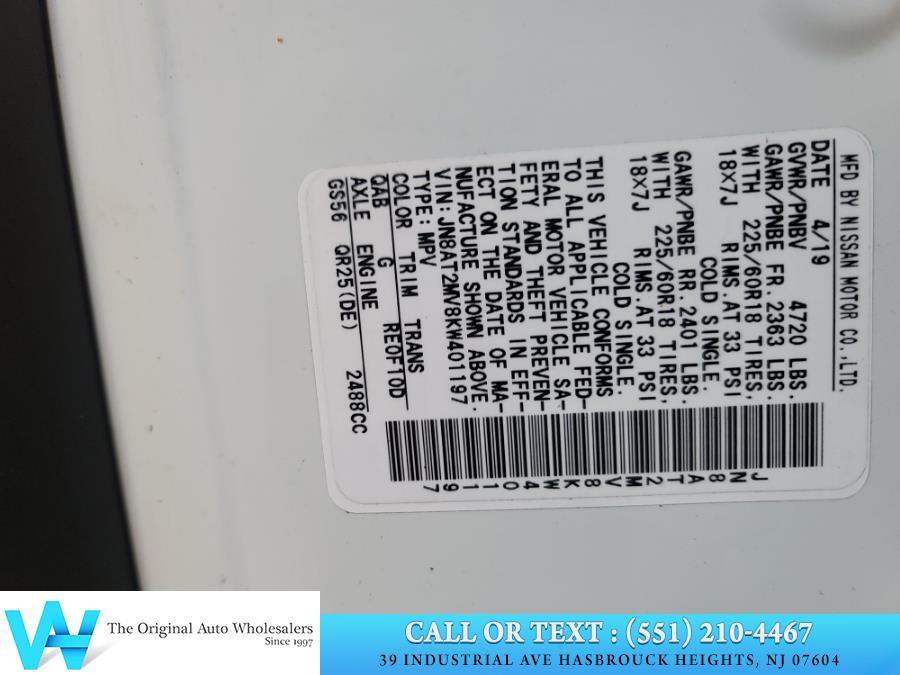 MFD BY NISSAN MOTOR CO.,LTD.
DATE 4/19
GVWR/PNBV 4720 LBS.
GAWR/PNBE FR.2363 LBS.
WITH 225/60R18 TIRES,
18X7J RIMS.AT 33 PSI
COLD SINGLE.
GAWR/PNBE RR.2401 LBS.
WITH 225/60R18 TIRES,
18X7J RIMS.AT 33 PSI
COLD SINGLE.
THIS VEHICLE CONFORMS
TO ALL APPLICABLE FED-
ERAL MOTOR VEHICLE SA-
FETY AND THEFT PREVEN-
TION STANDARDS IN EFF-
ECT ON THE DATE OF MA-
NUFACTURE SHOWN ABOVE.
VIN:JN8AT2MV8KW401197
TYPE:MPV
COLOR TRIM TRANS
QAB G RE0F10D
AXLE ENGINE
GS56 QR25(DE) 2488CC
JN8AT2MV8KW401197
The Original Auto Wholesalers
Since 1997
CALL OR TEXT : (551) 210-4467
39 INDUSTRIAL AVE HASBROUCK HEIGHTS, NJ 07604